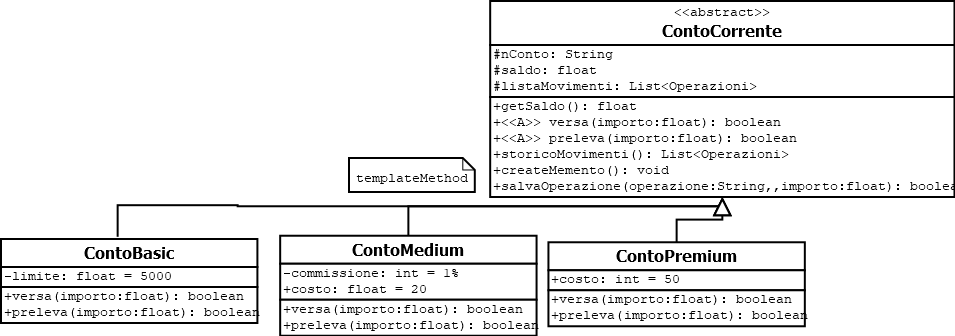 <<abstract>>
ContoCorrente
#nConto: String
#saldo: float
#listaMovimenti: List<Operazioni>
+getSaldo(): float
+<<A>> versa(importo:float): boolean
+<<A>> preleva(importo:float): boolean
+storicoMovimenti(): List<Operazioni>
+createMemento(): void
+salvaOperazione(operazione:String,,importo:float): boolea
templateMethod
ContoBasic
-limite: float = 5000
+versa(importo:float): boolean
+preleva(importo:float): boolean
ContoMedium
-commissione: int = 1%
+costo: float = 20
+versa(importo:float): boolean
+preleva(importo:float): boolean
ContoPremium
+costo: int = 50
+versa(importo:float): boolean
+preleva(importo:float): boolean